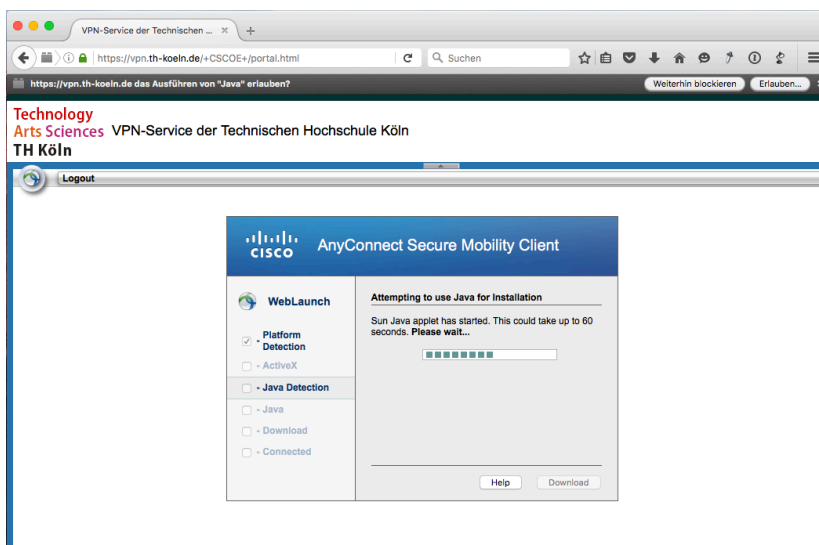 VPN-Service der Technischen ...
https://vpn.th-koeln.de/+CSCOE+/portal.html
Suchen
https://vpn.th-koeln.de das Ausführen von "Java" erlauben?
Weiterhin blockieren
Erlauben...
Technology
Arts Sciences
TH Köln
VPN-Service der Technischen Hochschule Köln
Logout
CISCO
AnyConnect Secure Mobility Client
WebLaunch
- Platform
Detection
- ActiveX
- Java Detection
- Java
- Download
- Connected
Attempting to use Java for Installation
Sun Java applet has started. This could take up to 60
seconds. Please wait...
Help
Download